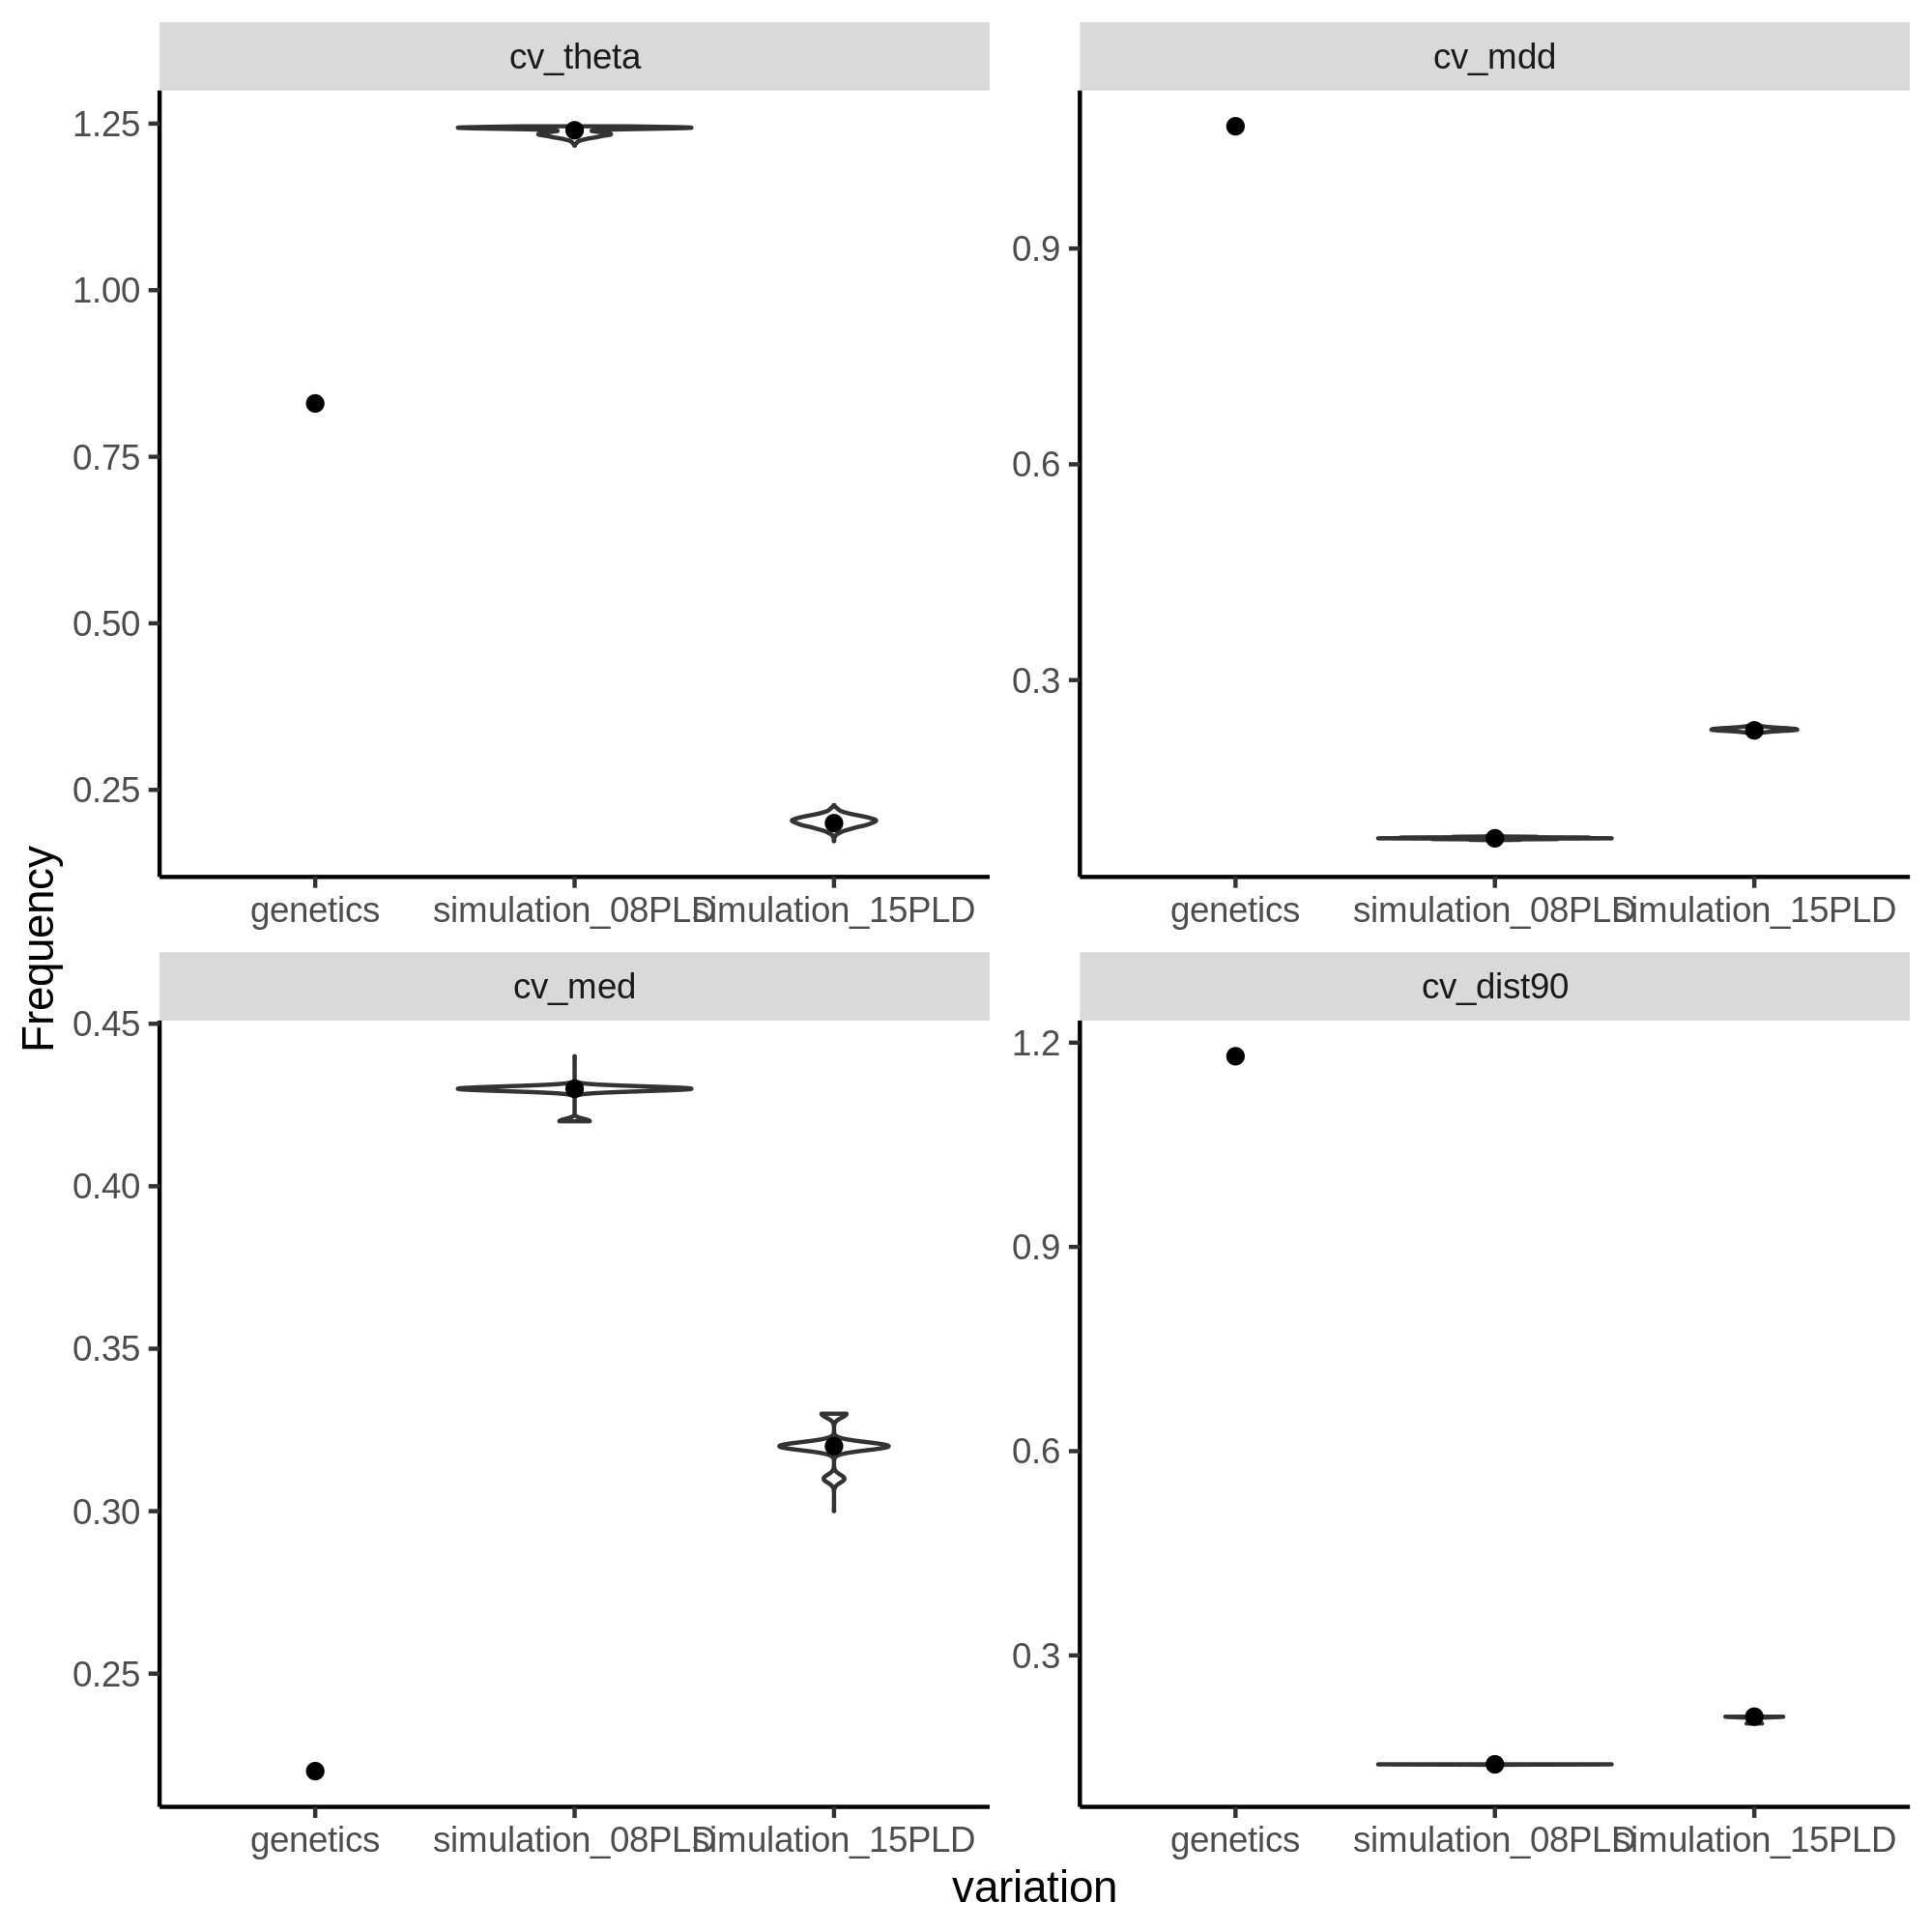 cv_theta
cv_mdd
1.25
1.00
0.75
0.50
0.25
0.9
0.6
0.3
genetics simulation_08PLD simulation_15PLD
genetics simulation_08PLD simulation_15PLD
Frequency
cv_med
cv_dist90
0.45
0.40
0.35
0.30
0.25
1.2
0.9
0.6
0.3
genetics simulation_08PLD simulation_15PLD
genetics simulation_08PLD simulation_15PLD
variation